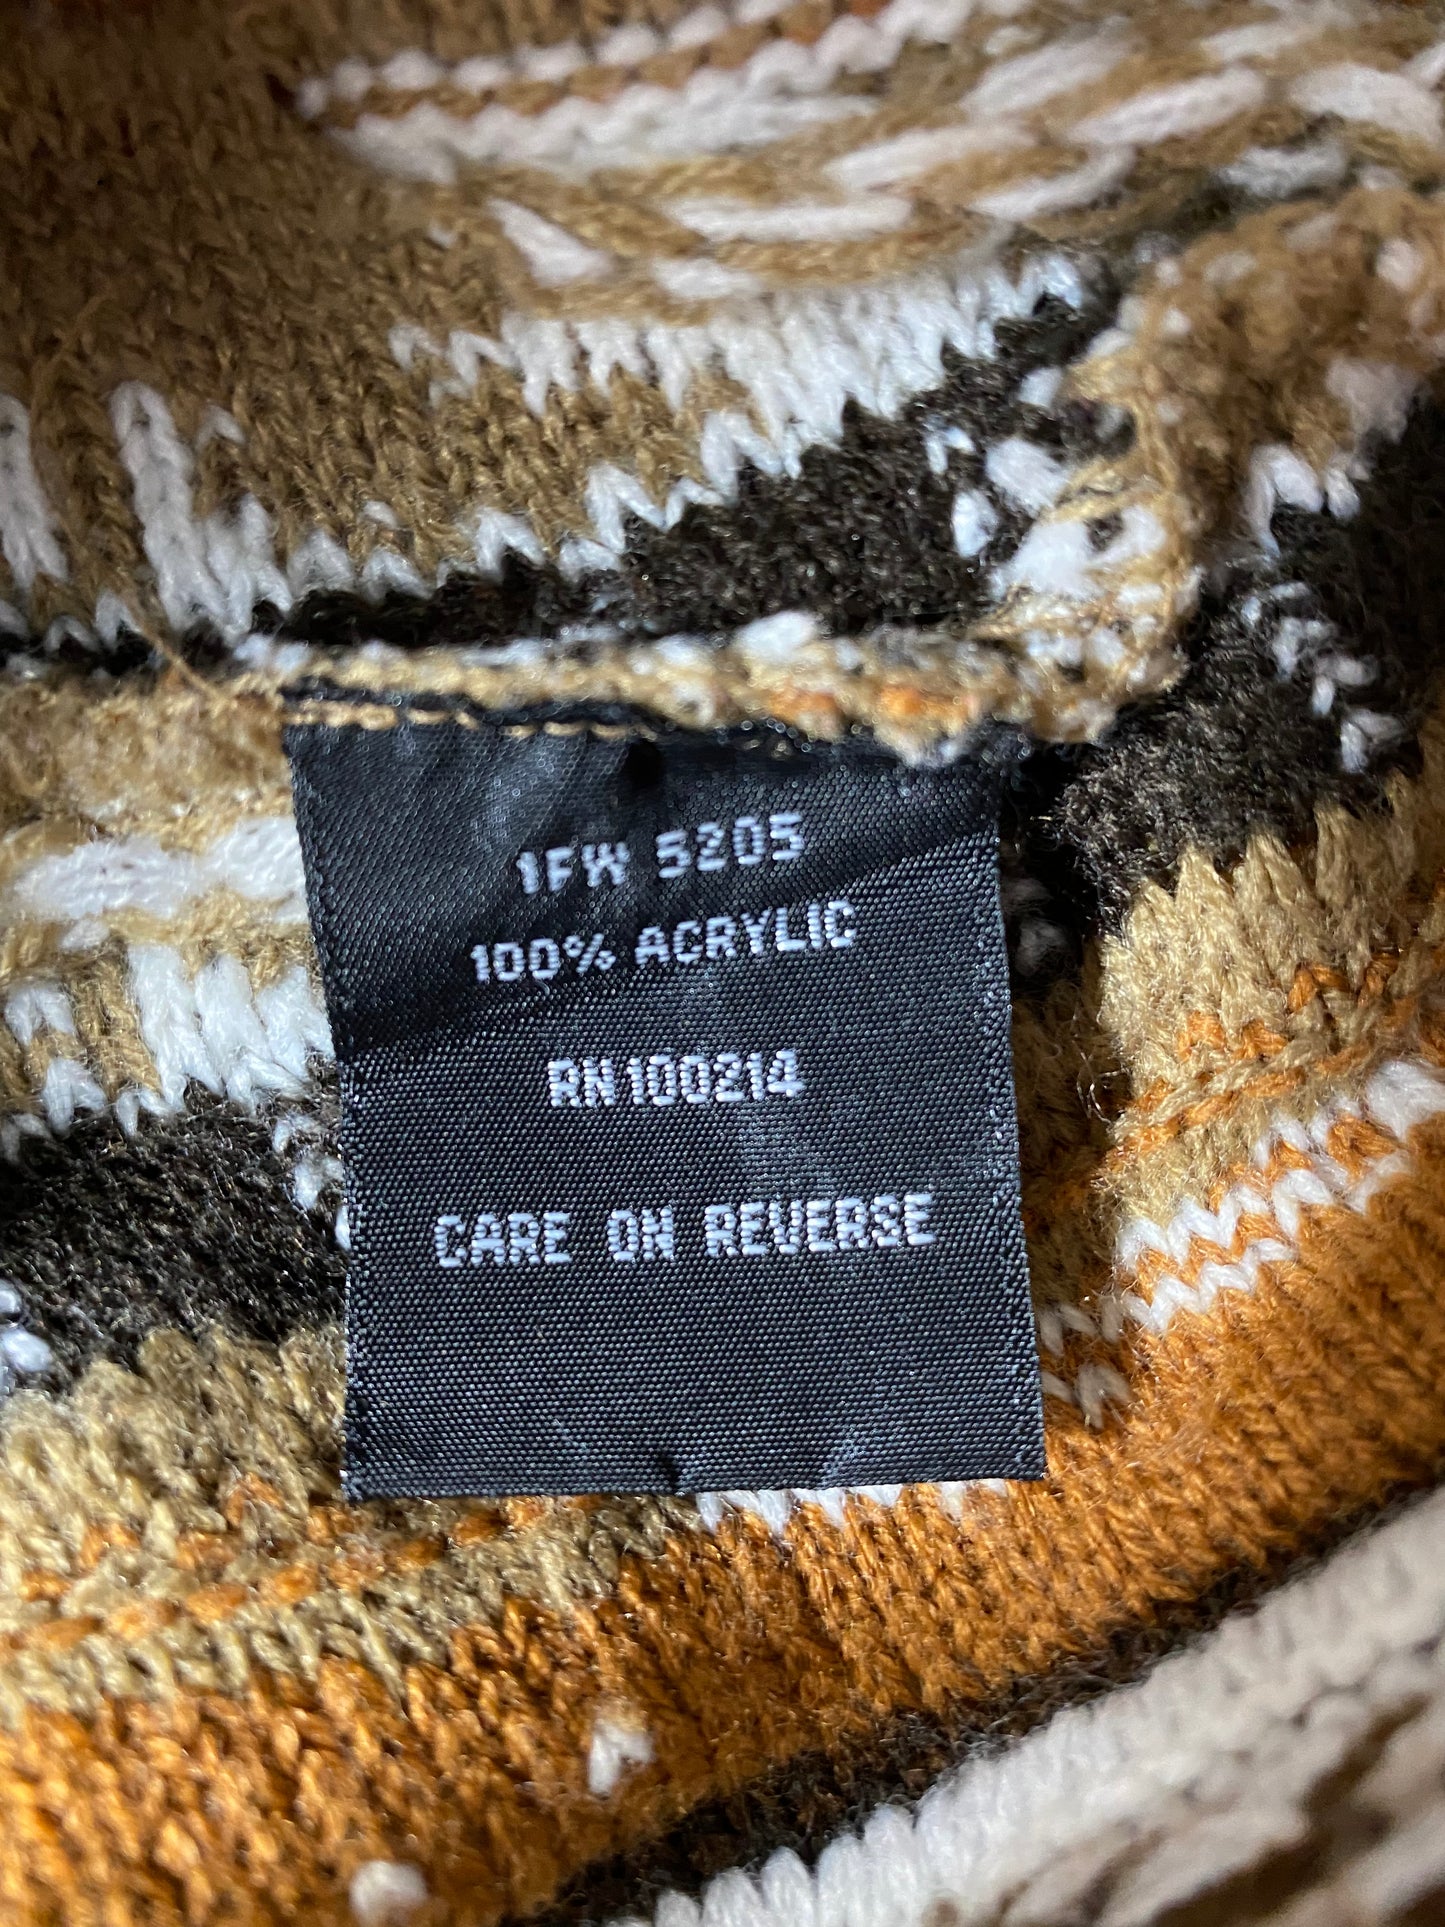 1FW 5205
100% ACRYLIC
RN100214
CARE ON REVERSE